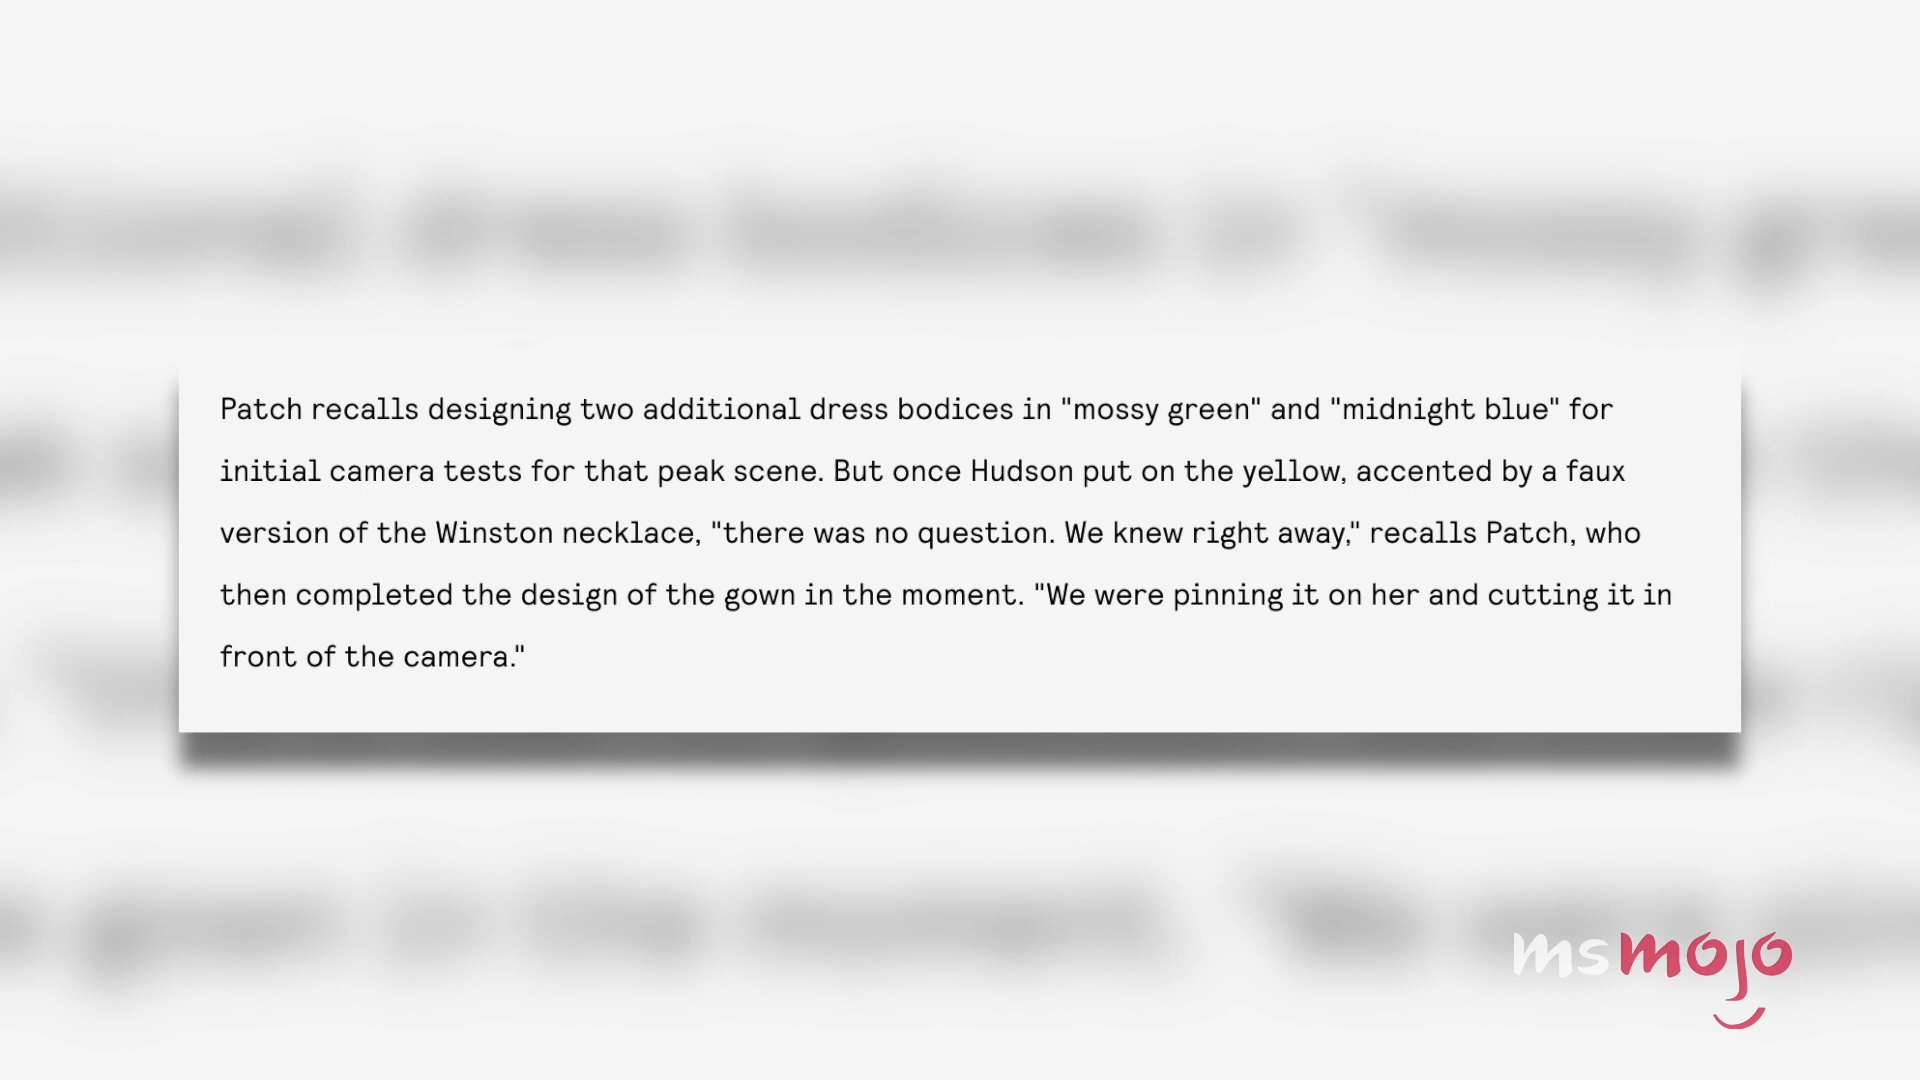 Patch recalls designing two additional dress bodices in "mossy green" and "midnight blue" for
initial camera tests for that peak scene. But once Hudson put on the yellow, accented by a faux
version of the Winston necklace, "there was no question. We knew right away," recalls Patch, who
then completed the design of the gown in the moment. "We were pinning it on her and cutting it in
front of the camera."
msmojo